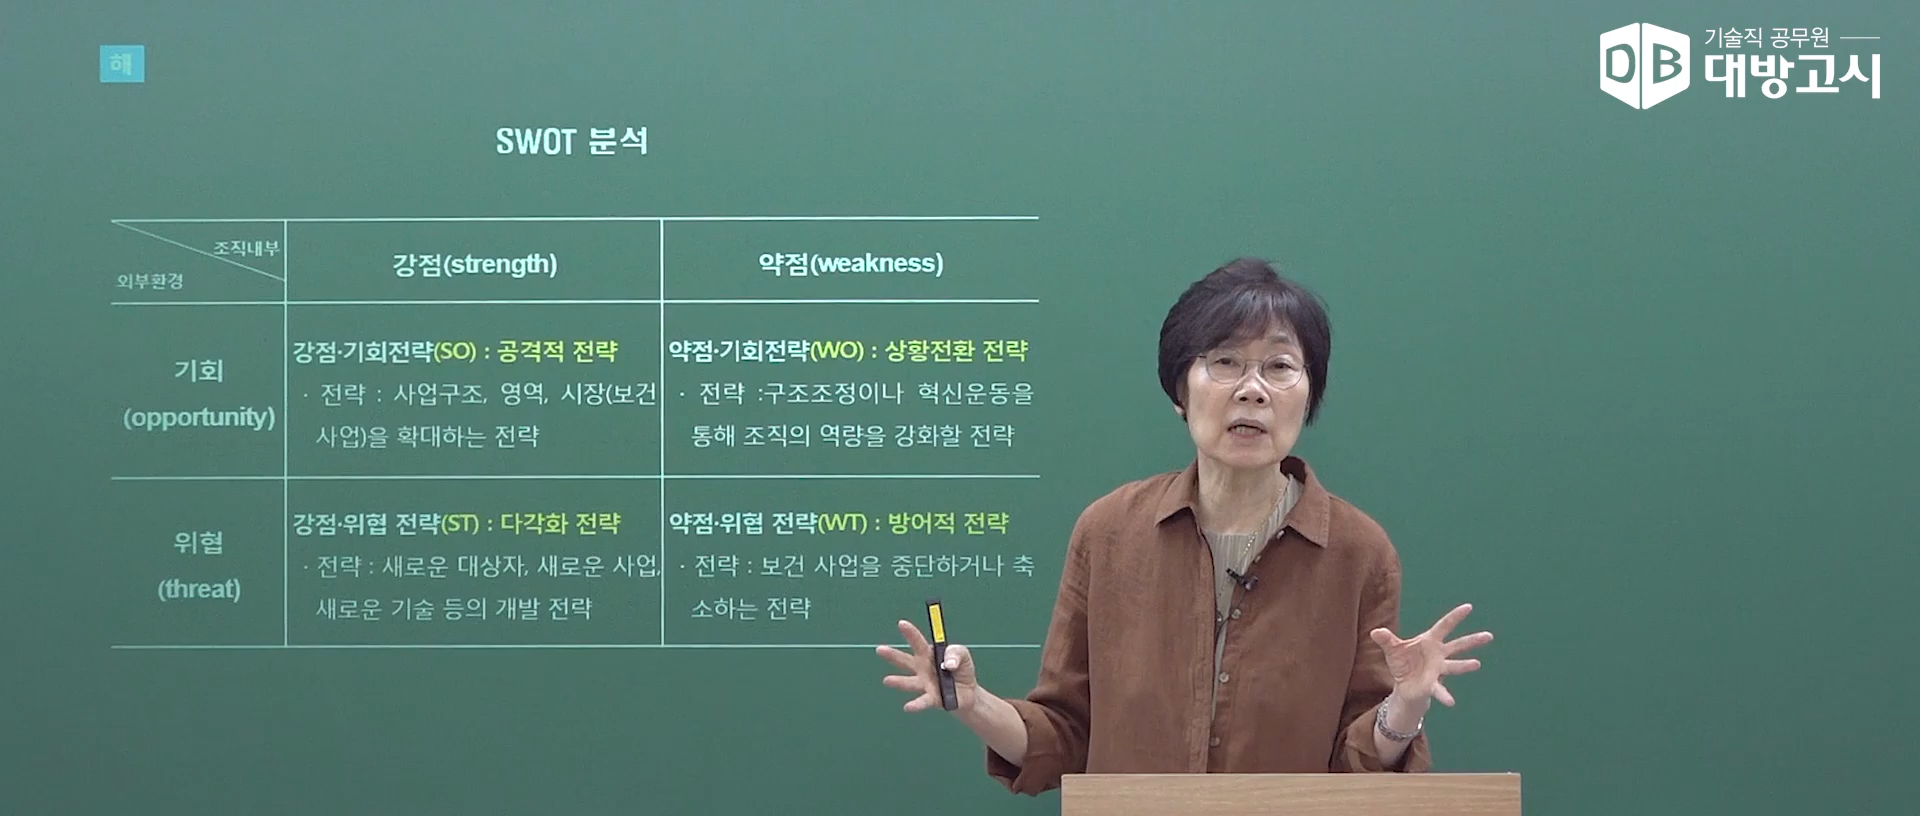 해
기술직 공무원
DB 대방고시
SWOT 분석
조직내부
외부환경
강점(strength)
약점(weakness)
기회
(opportunity)
강점·기회전략(SO) : 공격적 전략
· 전략 : 사업구조, 영역, 시장(보건
사업)을 확대하는 전략
약점·기회전략(WO) : 상황전환 전략
· 전략 :구조조정이나 혁신운동을
통해 조직의 역량을 강화할 전략
위협
(threat)
강점·위협 전략(ST) : 다각화 전략
· 전략 : 새로운 대상자, 새로운 사업,
새로운 기술 등의 개발 전략
약점·위협 전략(WT) : 방어적 전략
· 전략 : 보건 사업을 중단하거나 축
소하는 전략